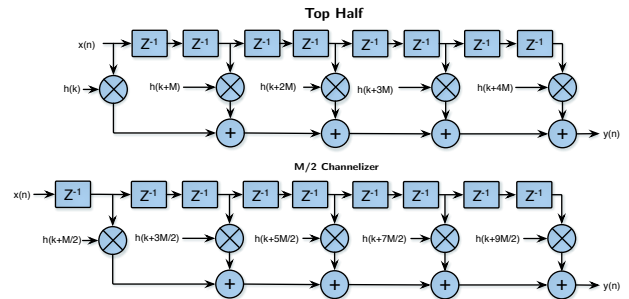 Top Half
x(n) Z-1 Z-1 Z-1 Z-1 Z-1 Z-1 Z-1 Z-1
h(k) h(k+M) h(k+2M) h(k+3M) h(k+4M)
+ + + + y(n)
M/2 Channelizer
x(n) Z-1 Z-1 Z-1 Z-1 Z-1 Z-1 Z-1 Z-1 Z-1
h(k+M/2) h(k+3M/2) h(k+5M/2) h(k+7M/2) h(k+9M/2)
+ + + + y(n)